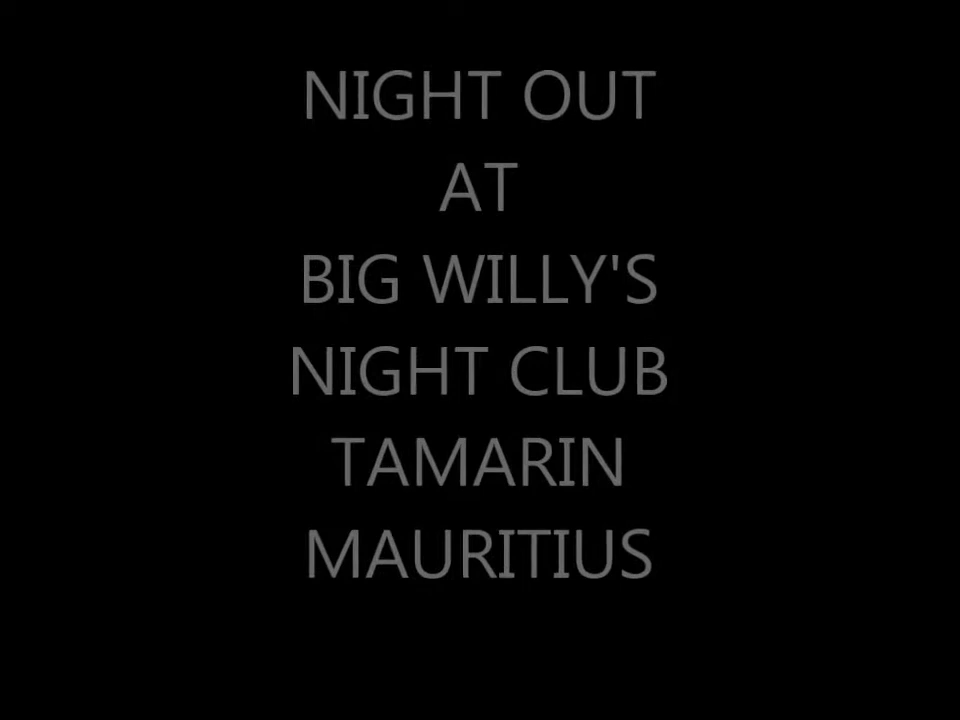 NIGHT OUT
AT
BIG WILLY'S
NIGHT CLUB
TAMARIN
MAURITIUS